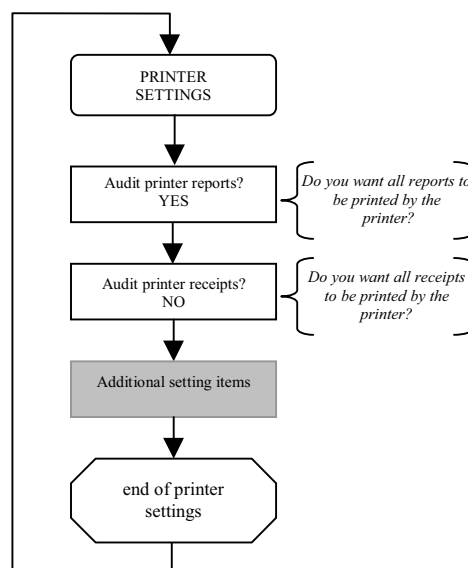 PRINTER
SETTINGS
Audit printer reports?
YES
Do you want all reports to
be printed by the
printer?
Audit printer receipts?
NO
Do you want all receipts
to be printed by the
printer?
Additional setting items
end of printer
settings